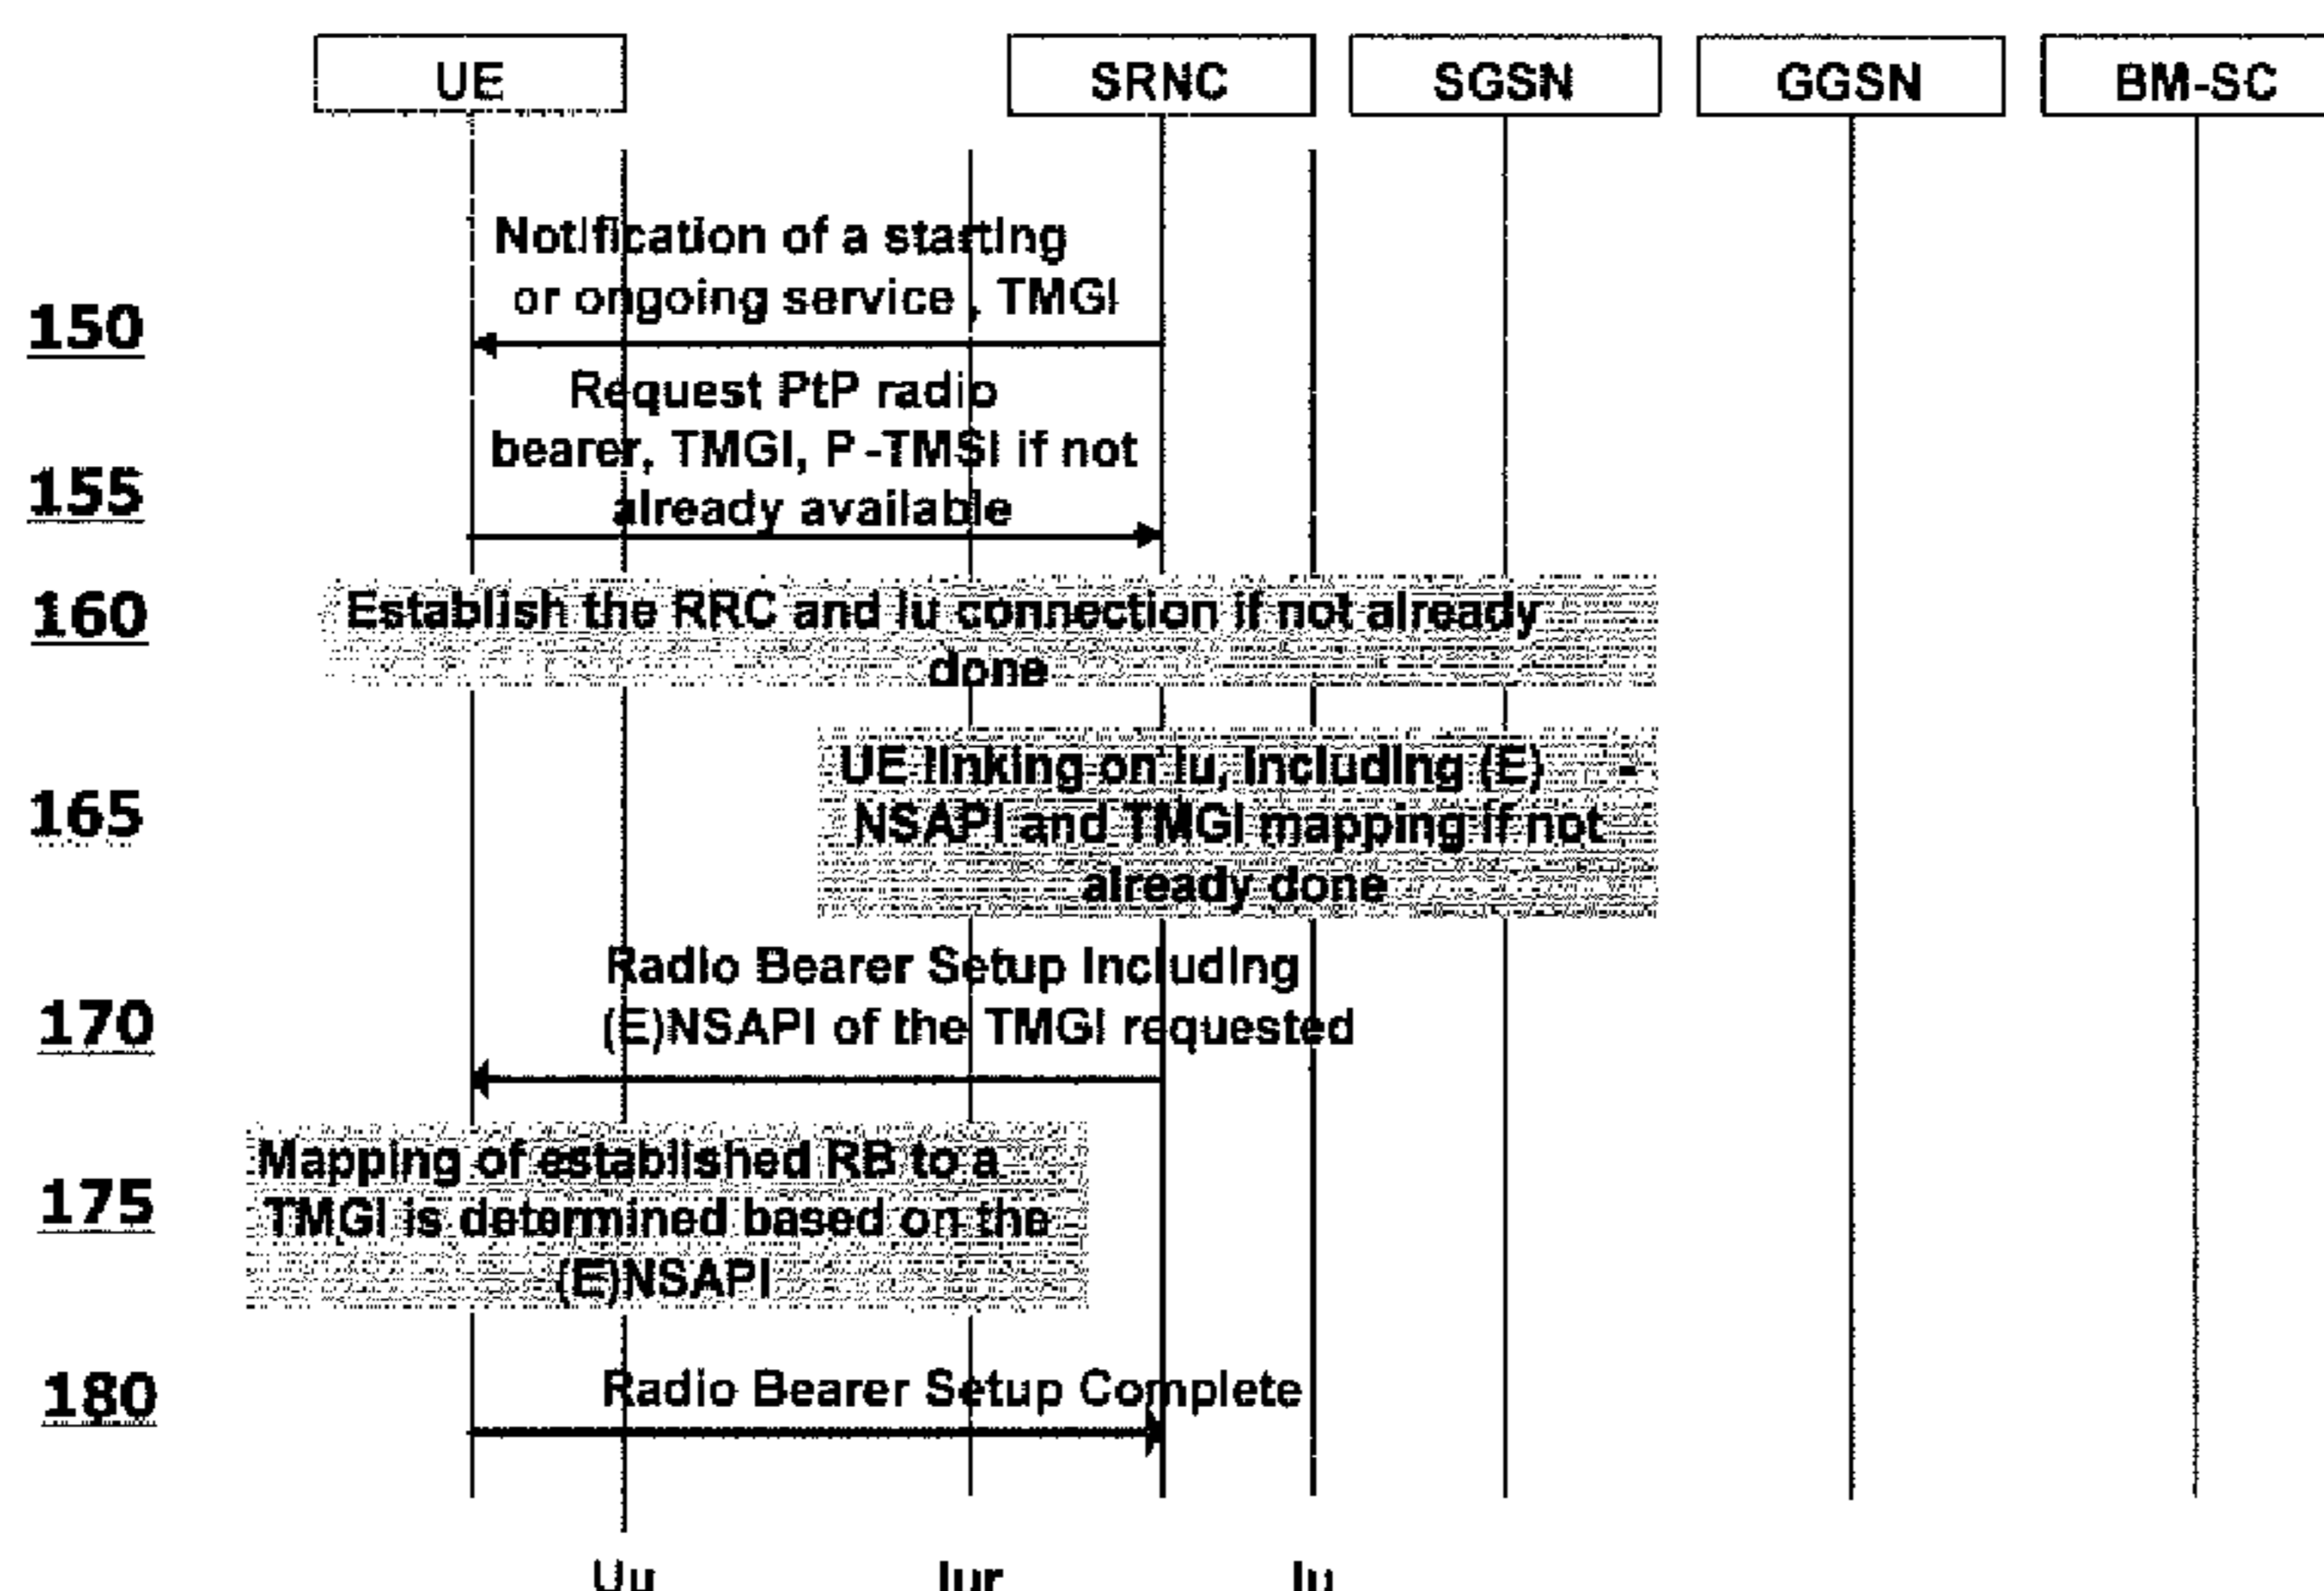 UE SRNC SGSN GGSN BM-SC
Notification of a starting
or ongoing service , TMGI
150
Request PtP radio
bearer, TMGI, P-TMSI if not
155
already available
160
Establish the RRC and Iu connection if not already
done
UE linking on Iu, including (E) -
165
NSAPI and TMGI mapping if not
already done
Radio Bearer Setup including
170
(E)NSAPI of the TMGI requested
Mapping of established RB to a
175
TMGI is determined based on the
(E)NSAPI
180
Radio Bearer Setup Complete
Uu Iur Iu